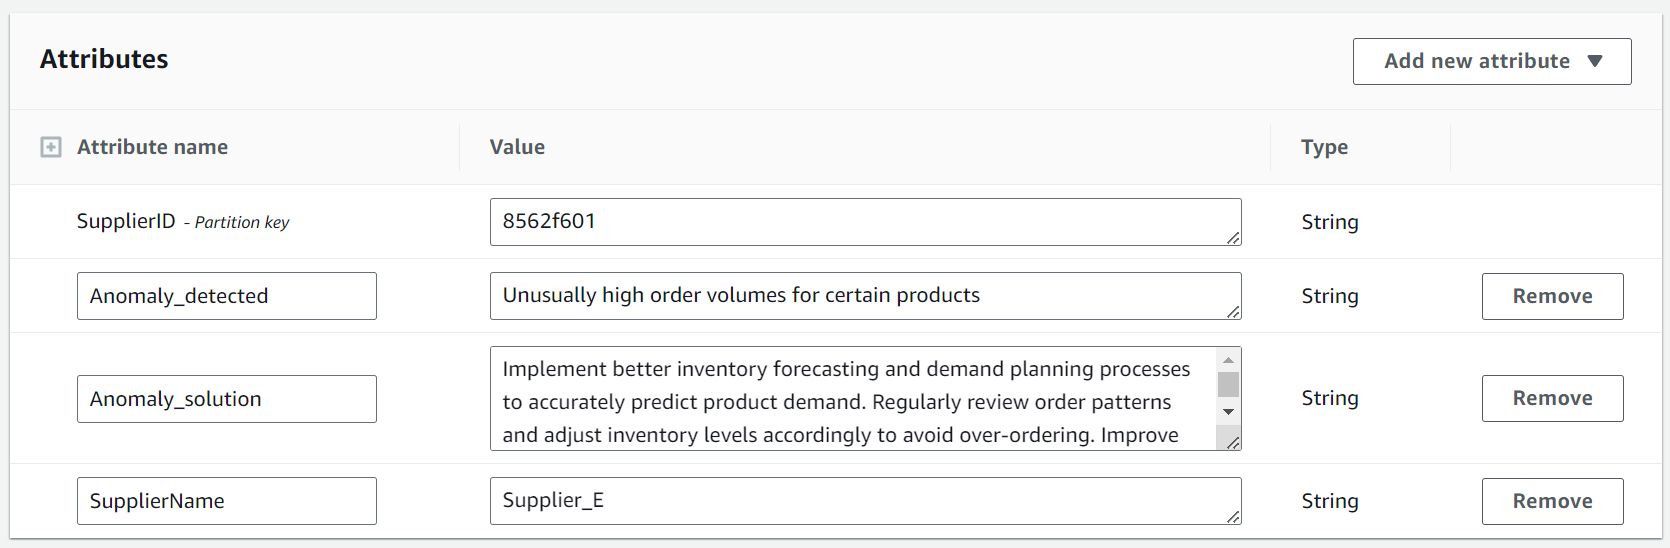 Attributes
Add new attribute
Attribute name
Value
Type
SupplierID - Partition key
8562f601
String
Anomaly_detected
Unusually high order volumes for certain products
String
Remove
Anomaly_solution
Implement better inventory forecasting and demand planning processes
to accurately predict product demand. Regularly review order patterns
and adjust inventory levels accordingly to avoid over-ordering. Improve
String
Remove
SupplierName
Supplier_E
String
Remove